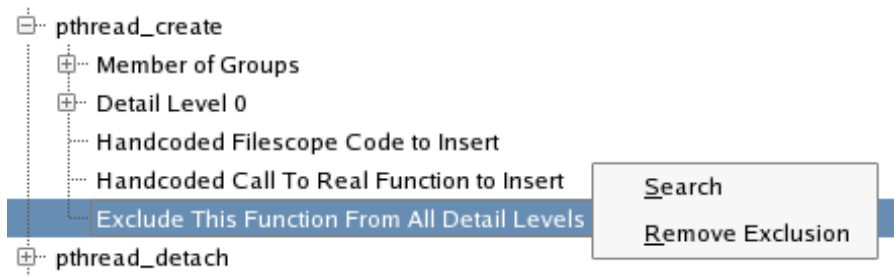 pthread_create
Member of Groups
Detail Level 0
Handcoded Filescope Code to Insert
Handcoded Call To Real Function to Insert
Exclude This Function From All Detail Levels
Search
Remove Exclusion
pthread_detach